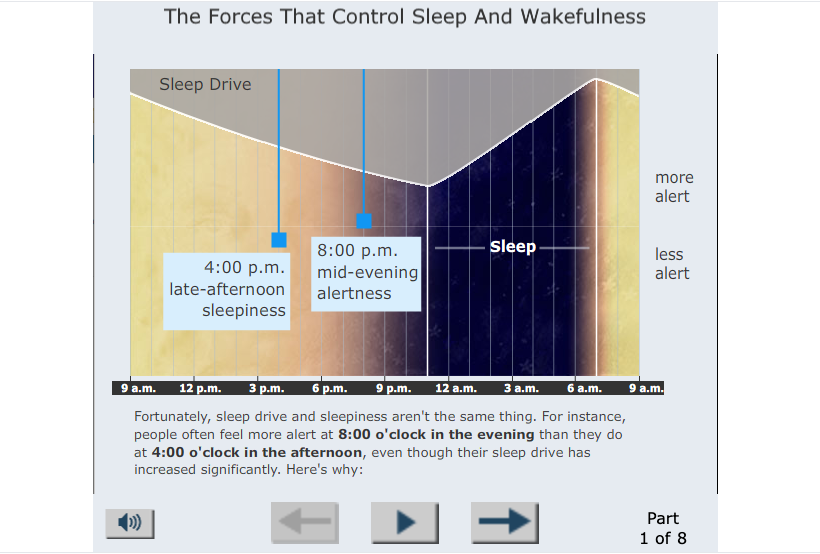 The Forces That Control Sleep And Wakefulness
Sleep Drive
more
alert
less
alert
Sleep
4:00 p.m.
late-afternoon
sleepiness
8:00 p.m.
mid-evening
alertness
9 a.m. 12 p.m. 3 p.m. 6 p.m. 9 p.m. 12 a.m. 3 a.m. 6 a.m. 9 a.m.
Fortunately, sleep drive and sleepiness aren't the same thing. For instance,
people often feel more alert at 8:00 o'clock in the evening than they do
at 4:00 o'clock in the afternoon, even though their sleep drive has
increased significantly. Here's why:
Part
1 of 8